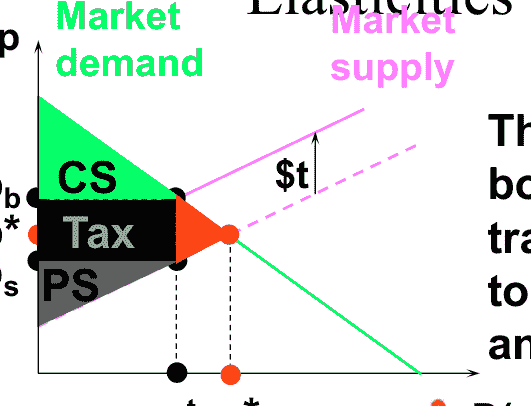 Elasticities
Market
demand
Market
supply
p
$t
CS
b
*
Tax
s
PS
Th
bo
tra
to
an
t
*